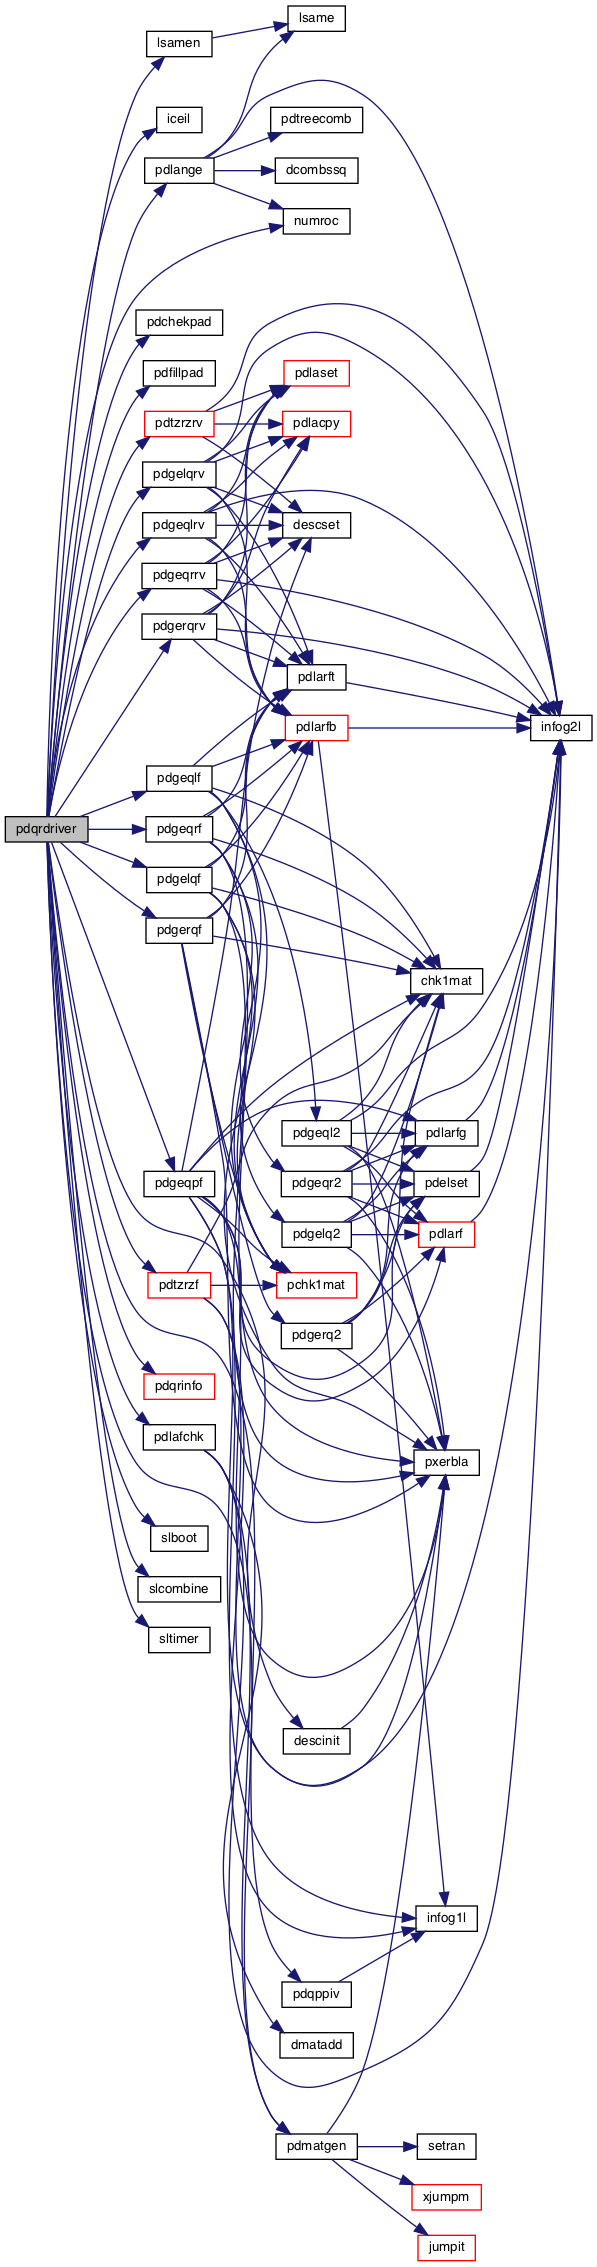 lsame
lsamen
iceil
pdtreecomb
pdlange
dcombssq
numroc
pdchekpad
pdfillpad
pdlaset
pdtzrzrv
pdlacpy
pdgelqrv
pdgeqlrv
descset
pdgeqrrv
pdgerqrv
pdlarft
pdlarfb
infog2l
pdgeqlf
pdqrdriver
pdgeqrf
pdgelqf
pdgerqf
chk1mat
pdgeql2
pdlarfg
pdgeqpf
pdgeqr2
pdelset
pdgelq2
pdlarf
pdtzrzf
pchk1mat
pdgerq2
pdqrinfo
pdlafchk
pxerbla
slboot
slcombine
sltimer
descinit
infog1l
pdqppiv
dmatadd
pdmatgen
setran
xjumpm
jumpit